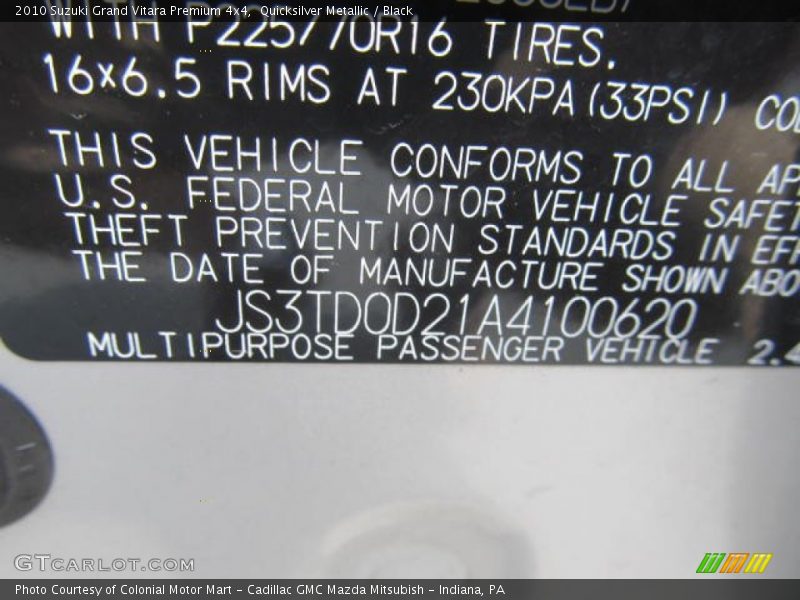 2010 Suzuki Grand Vitara Premium 4x4, Quicksilver Metallic / Black
WITH P225/70R16 TIRES.
16x6.5 RIMS AT 230KPA(33PSI)
THIS VEHICLE CONFORMS TO ALL
U.S. FEDERAL MOTOR VEHICLE
THEFT PREVENTION STANDARDS IN
THE DATE OF MANUFACTURE SHOWN
JS3TD0D21A4100620
MULTIPURPOSE PASSENGER VEHICLE
GTCARLOT.COM
Photo Courtesy of Colonial Motor Mart - Cadillac GMC Mazda Mitsubish - Indiana, PA